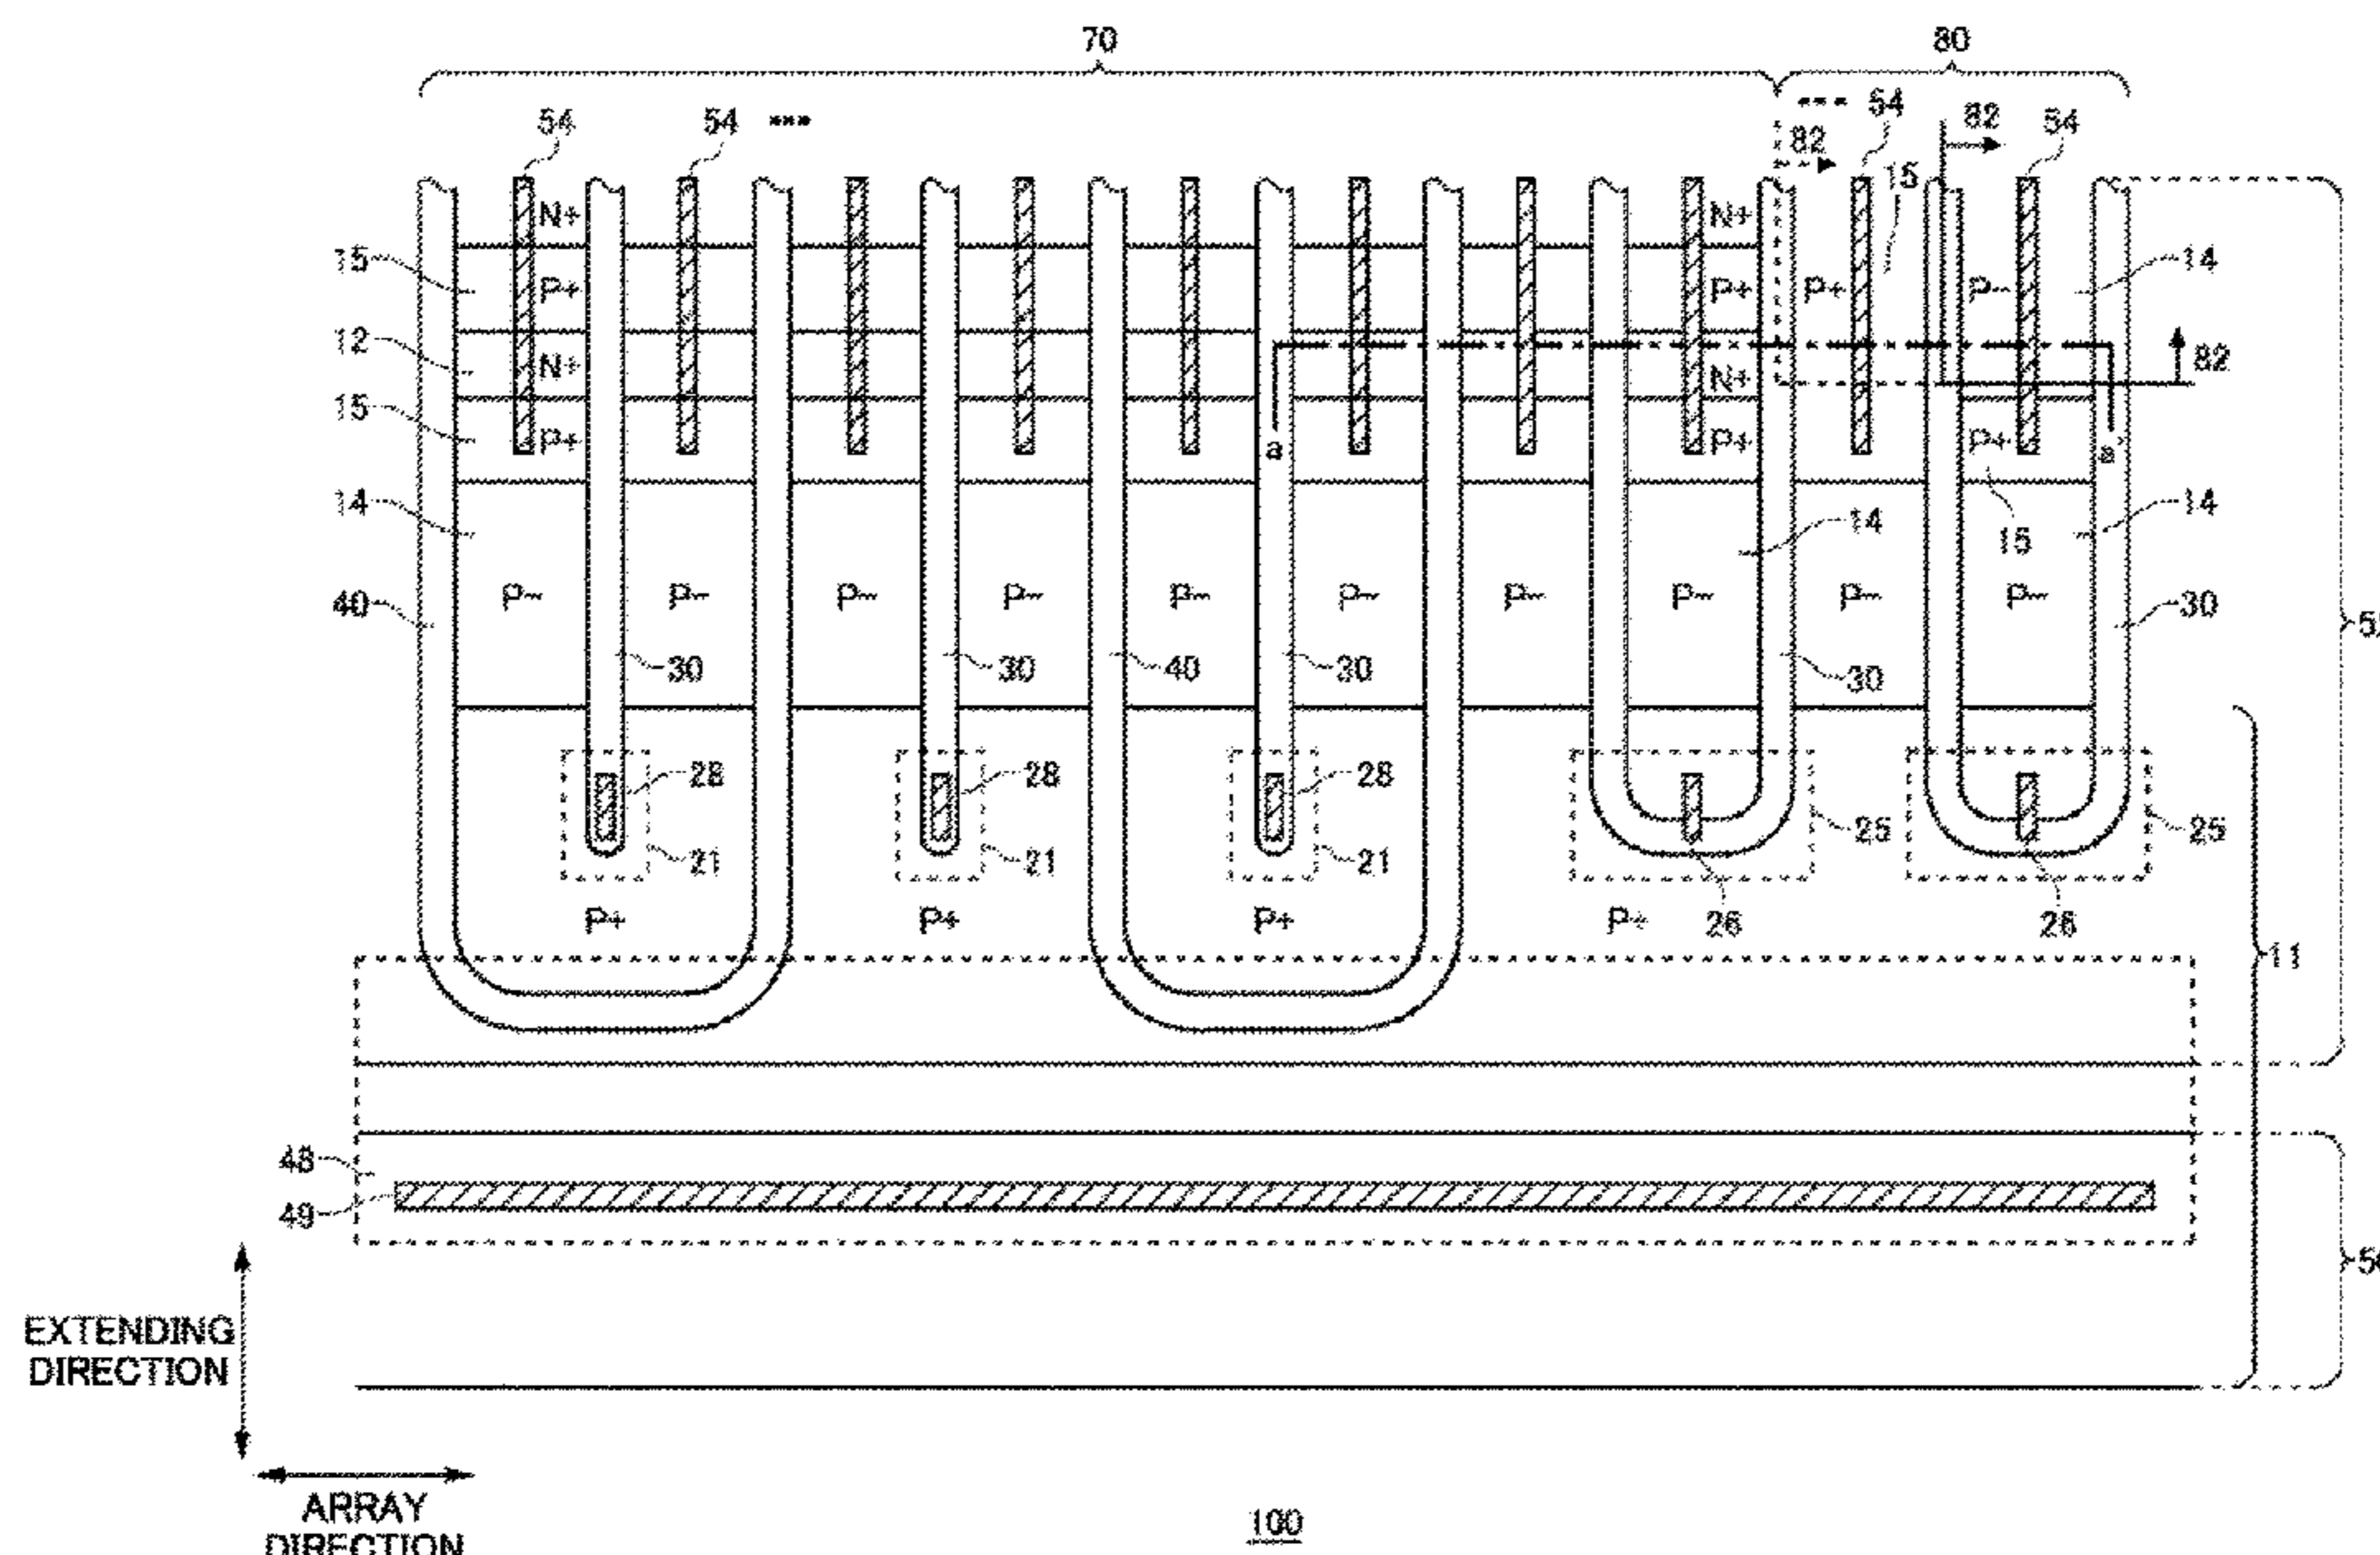 70 80
54 54 ••• --- 54 82 54
82
15
N+ N+
15 P+ P+ P+ P- 14
12 N+ N+ 82
15 P+ a P+ P+ a'
14 14 15 14
40 P- P- P- P- P- P- P- P- P- P- 30
30 30 40 30 30
28 28 28
25 25
21 21 21
P+ P+ P+ P+ 26 26
11
48
49
EXTENDING
DIRECTION
ARRAY
DIRECTION
100